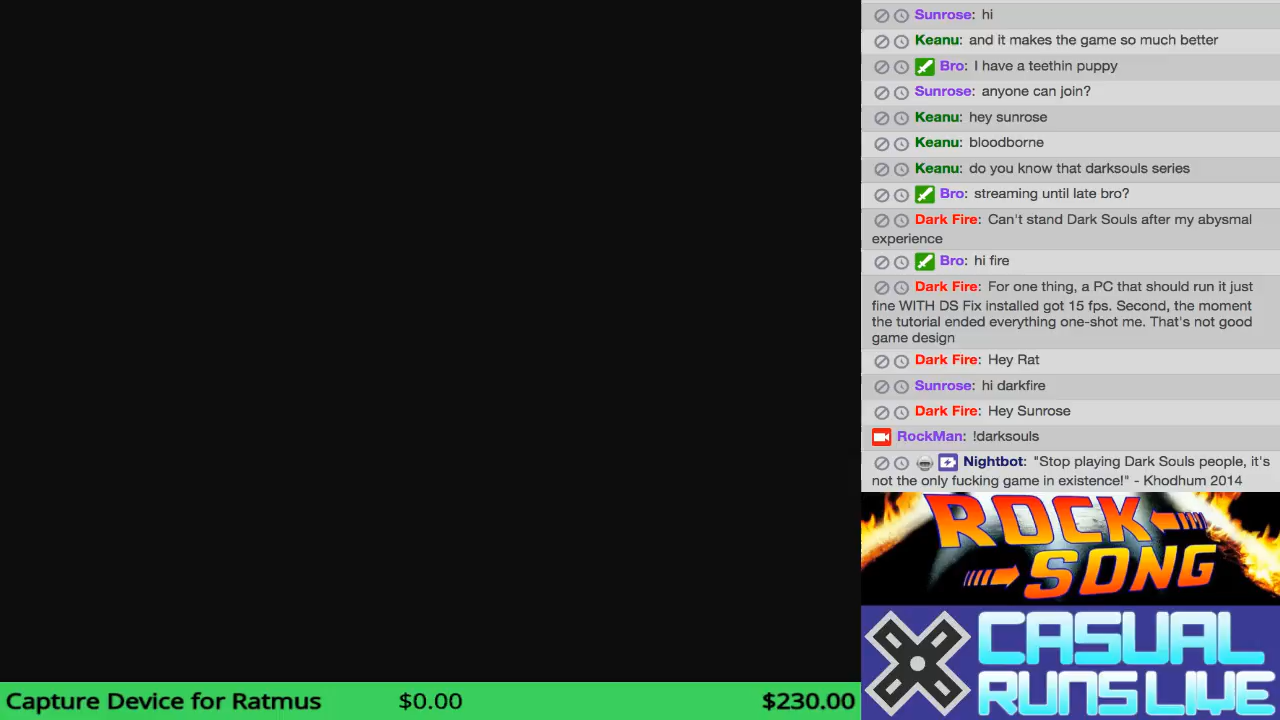 Sunrose: hi
Keanu: and it makes the game so much better
Bro: I have a teethin puppy
Sunrose: anyone can join?
Keanu: hey sunrose
Keanu: bloodborne
Keanu: do you know that darksouls series
Bro: streaming until late bro?
Dark Fire: Can't stand Dark Souls after my abysmal
experience
Bro: hi fire
Dark Fire: For one thing, a PC that should run it just
fine WITH DS Fix installed got 15 fps. Second, the moment
the tutorial ended everything one-shot me. That's not good
game design
Dark Fire: Hey Rat
Sunrose: hi darkfire
Dark Fire: Hey Sunrose
RockMan: !darksouls
Nightbot: "Stop playing Dark Souls people, it's
not the only fucking game in existence!" - Khodhum 2014
ROCK
SONG
CASUAL
RUNS LIVE
Capture Device for Ratmus $0.00 $230.00